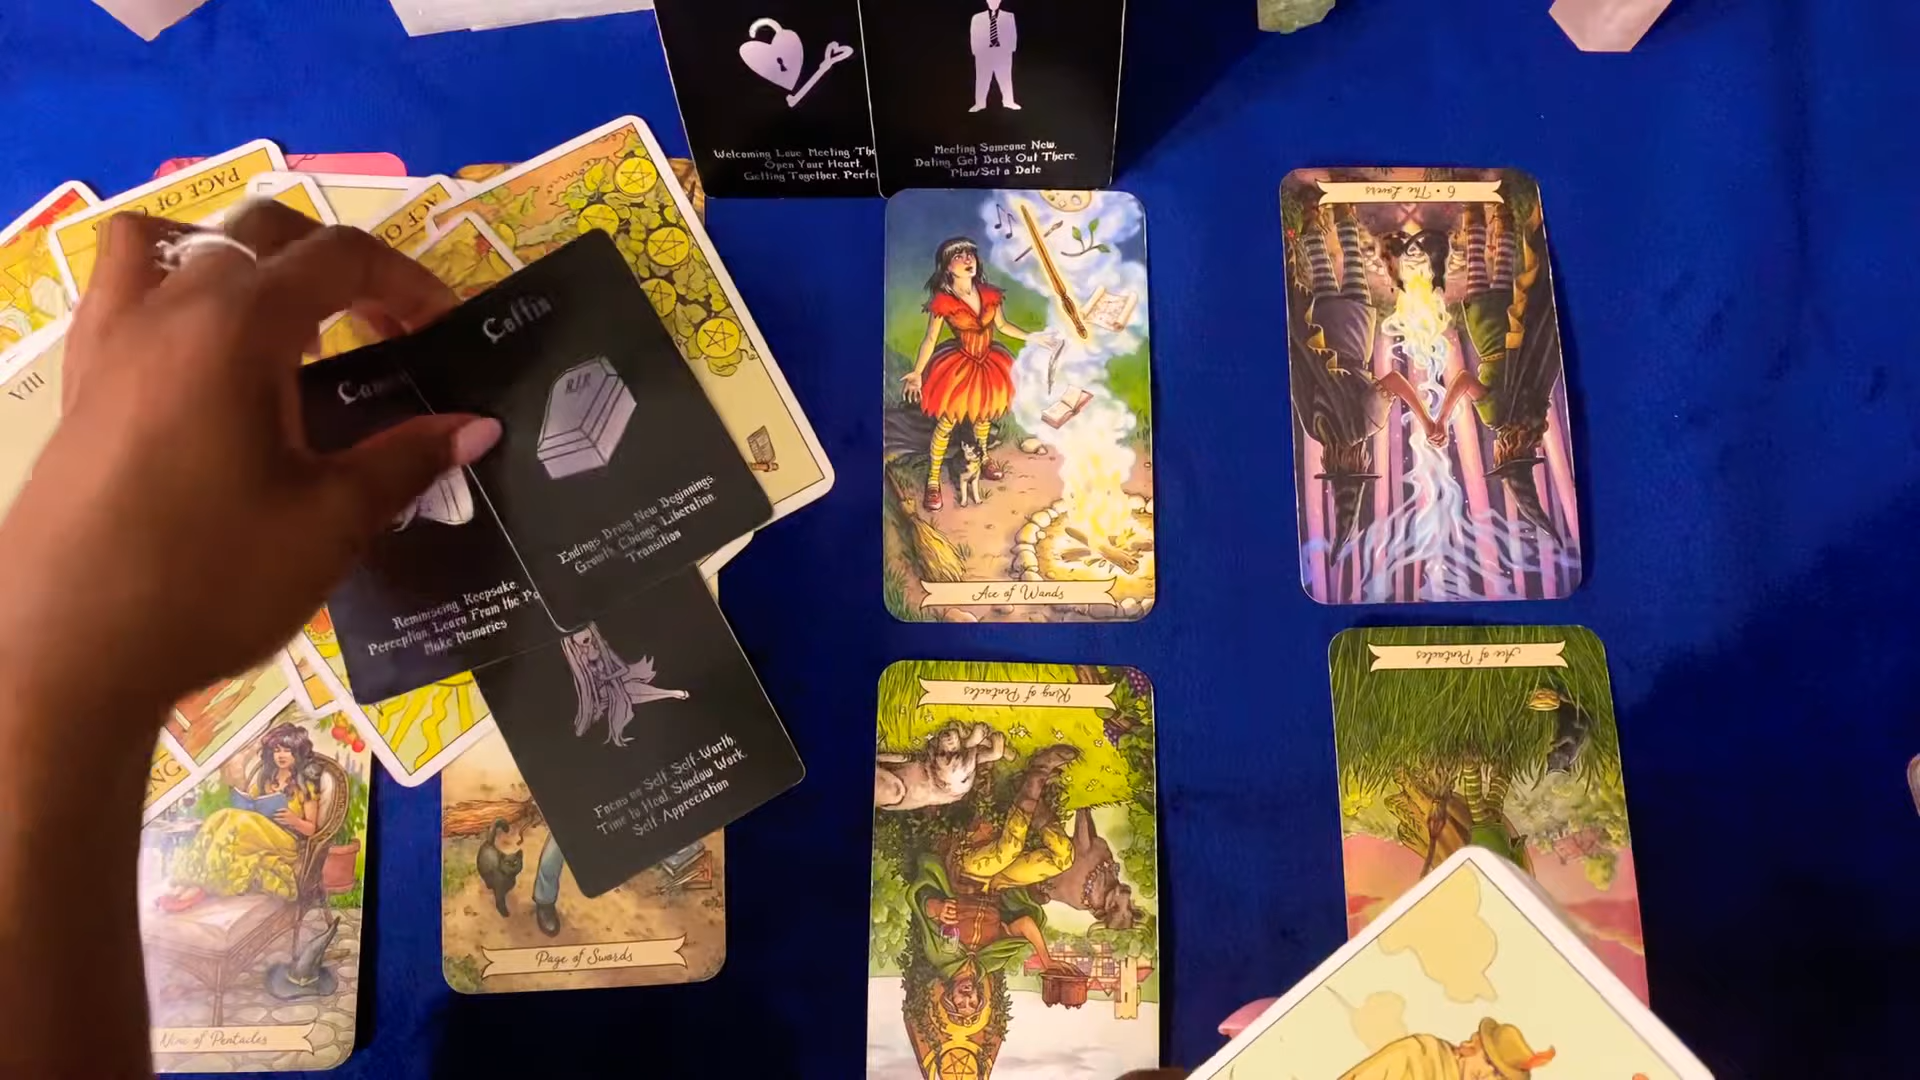 Welcoming Love. Meeting
Open Your Heart.
Getting Together.
Meeting Someone New.
Dating. Get Back Out There.
Plan/Set a Date
6 • The Lovers
PAGE OF
ACE OF
Coffin
R.I.P.
Endings Bring New Beginnings.
Growth. Change. Liberation.
Transition
Reminiscing. Keepsake.
Perception. Learn From the
Make Memories
Ace of Wands
Ace of Pentacles
King of Pentacles
Focus on Self. Self-Worth.
Time to Heal. Shadow Work.
Self-Appreciation
Page of Swords
Nine of Pentacles